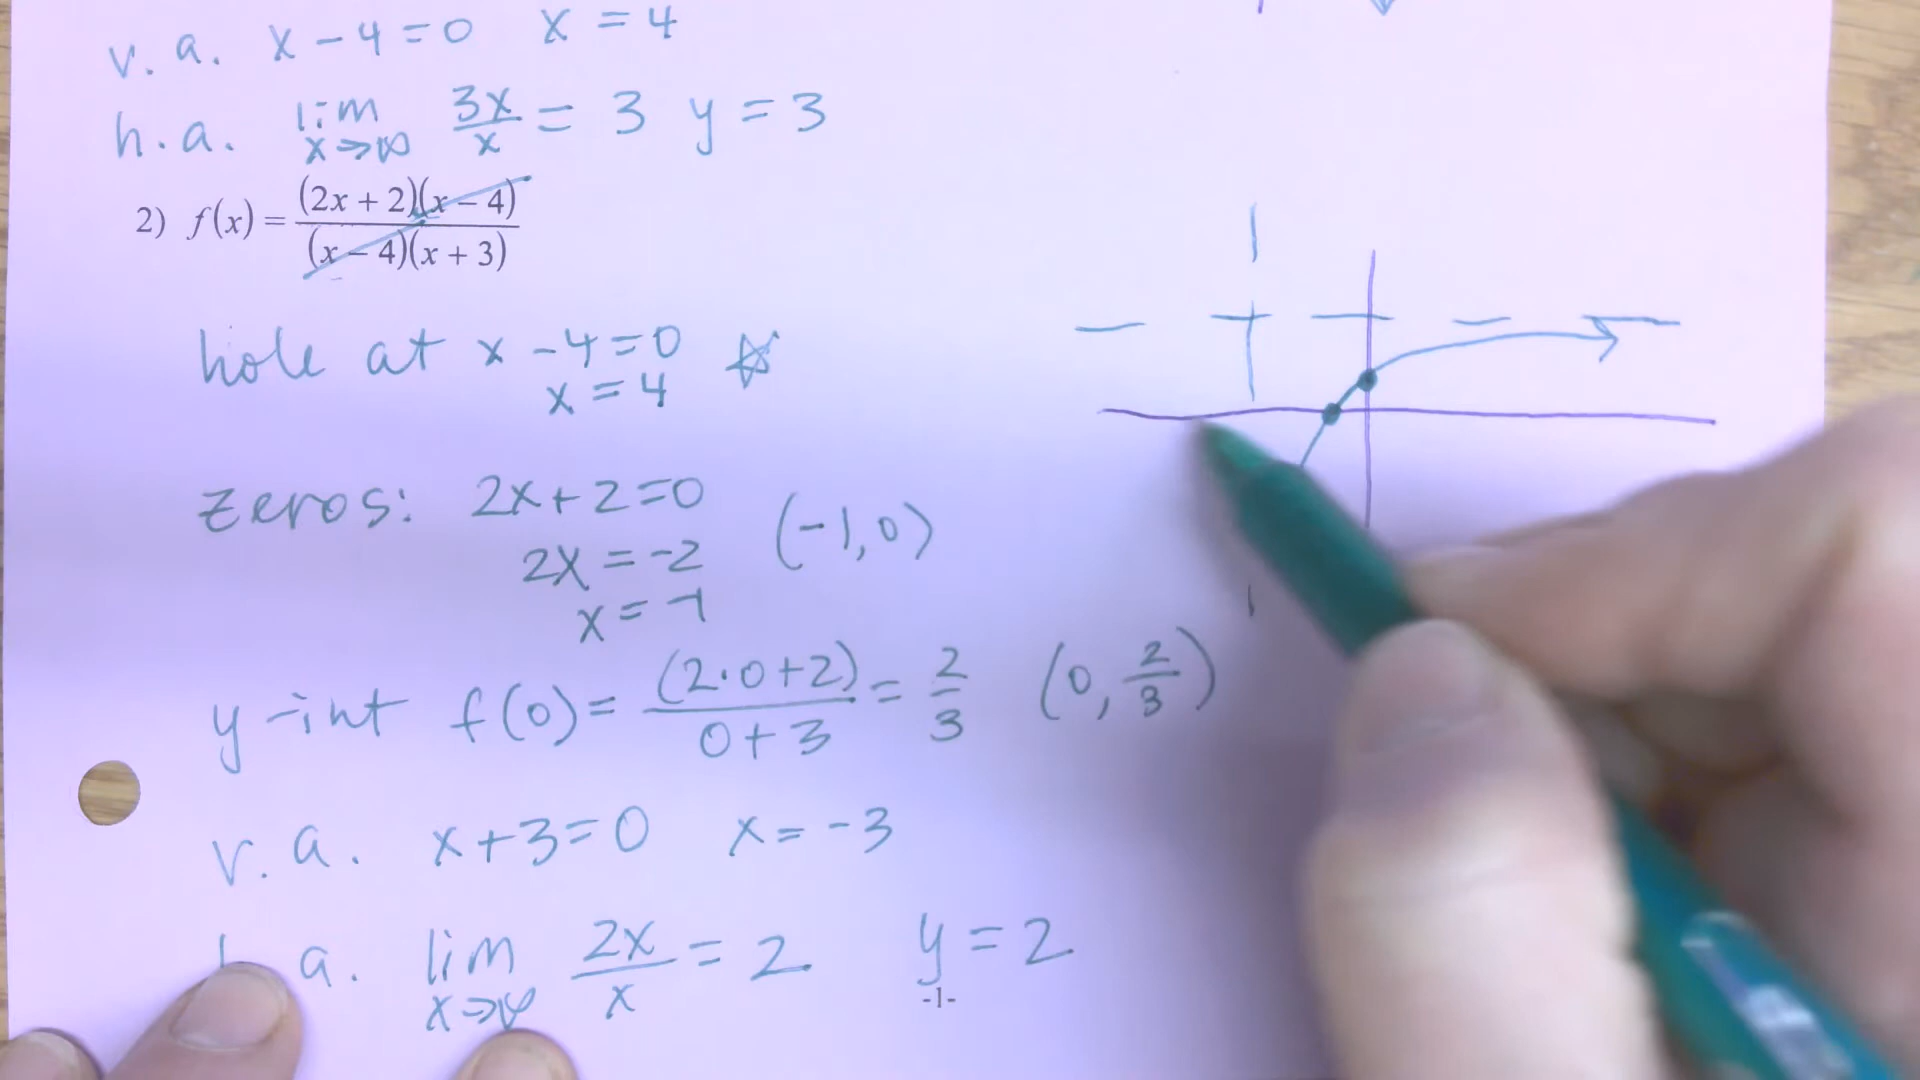 v. a. x - 4 = 0 x = 4
h. a. lim x→∞ 3x/x = 3 y = 3
2) f(x) = (2x + 2)(x - 4) / (x - 4)(x + 3)
hole at x - 4 = 0
x = 4
zeros: 2x + 2 = 0
2x = -2 (-1, 0)
x = -1
y-int f(0) = (2·0+2) / 0+3 = 2/3 (0, 2/3)
v. a. x + 3 = 0 x = -3
a. lim x→∞ 2x/x = 2 y = 2
-1-